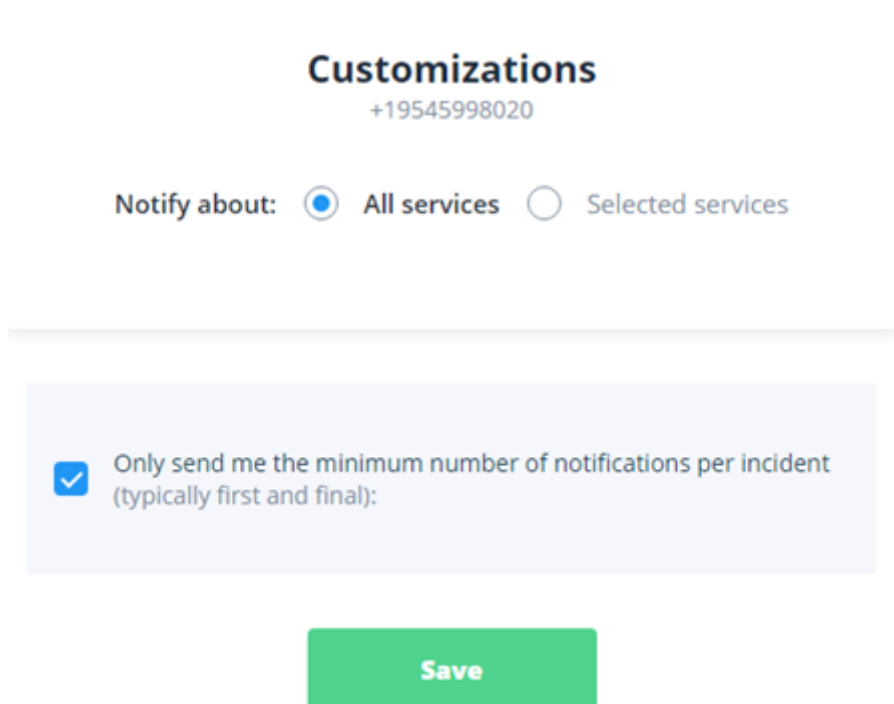 Customizations
+19545998020
Notify about: All services Selected services
Only send me the minimum number of notifications per incident
(typically first and final):
Save